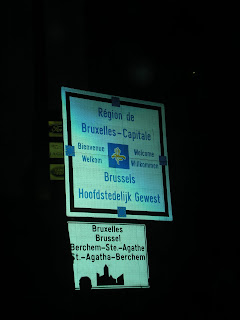 Région de
Bruxelles-Capitale
Bienvenue Welcome
Welkom Willkommen
Brussels
Hoofdstedelijk Gewest
Bruxelles
Brussel
Berchem-Ste.-Agathe
St.-Agatha-Berchem